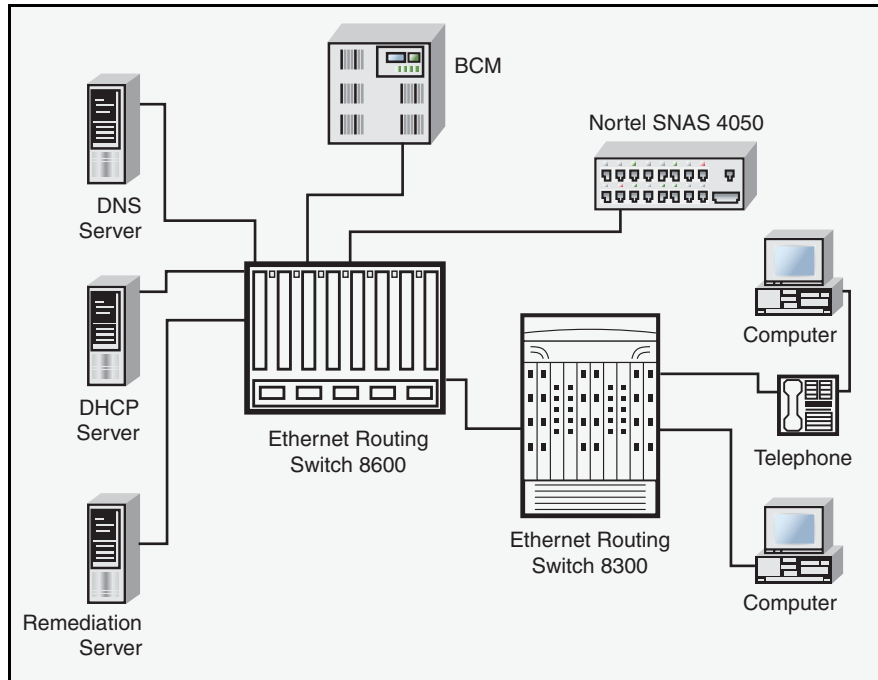 BCM
Nortel SNAS 4050
DNS
Server
DHCP
Server
Ethernet Routing
Switch 8600
Computer
Telephone
Ethernet Routing
Switch 8300
Computer
Remediation
Server